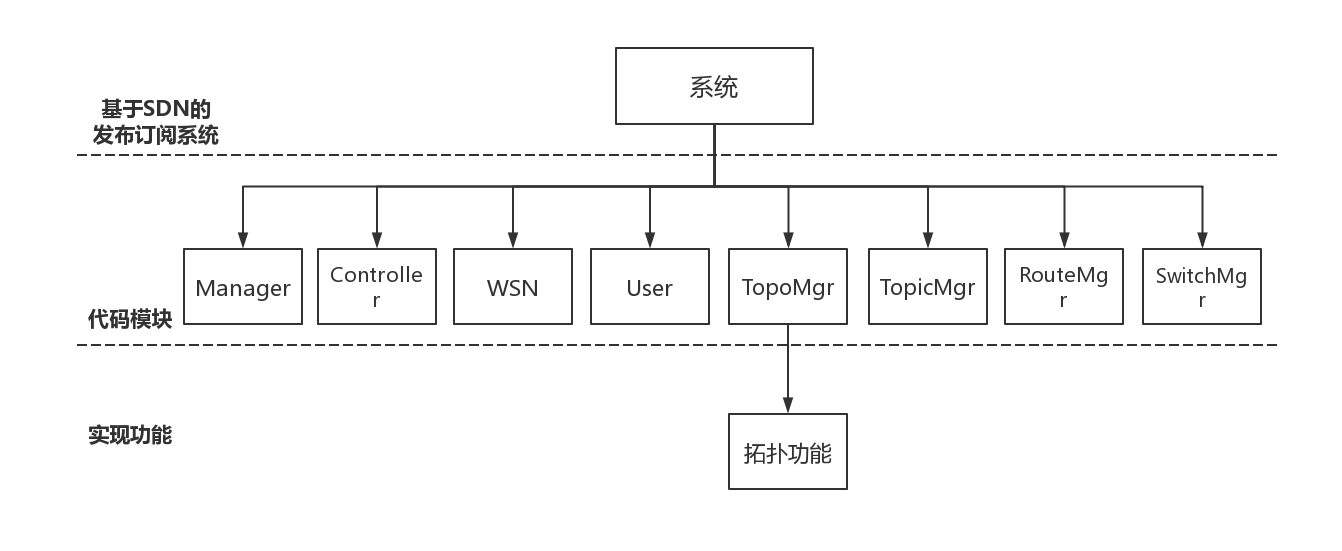 系统
基于SDN的
发布订阅系统
Manager
Controlle
r
WSN
User
TopoMgr
TopicMgr
RouteMg
r
SwitchMg
r
代码模块
实现功能
拓扑功能